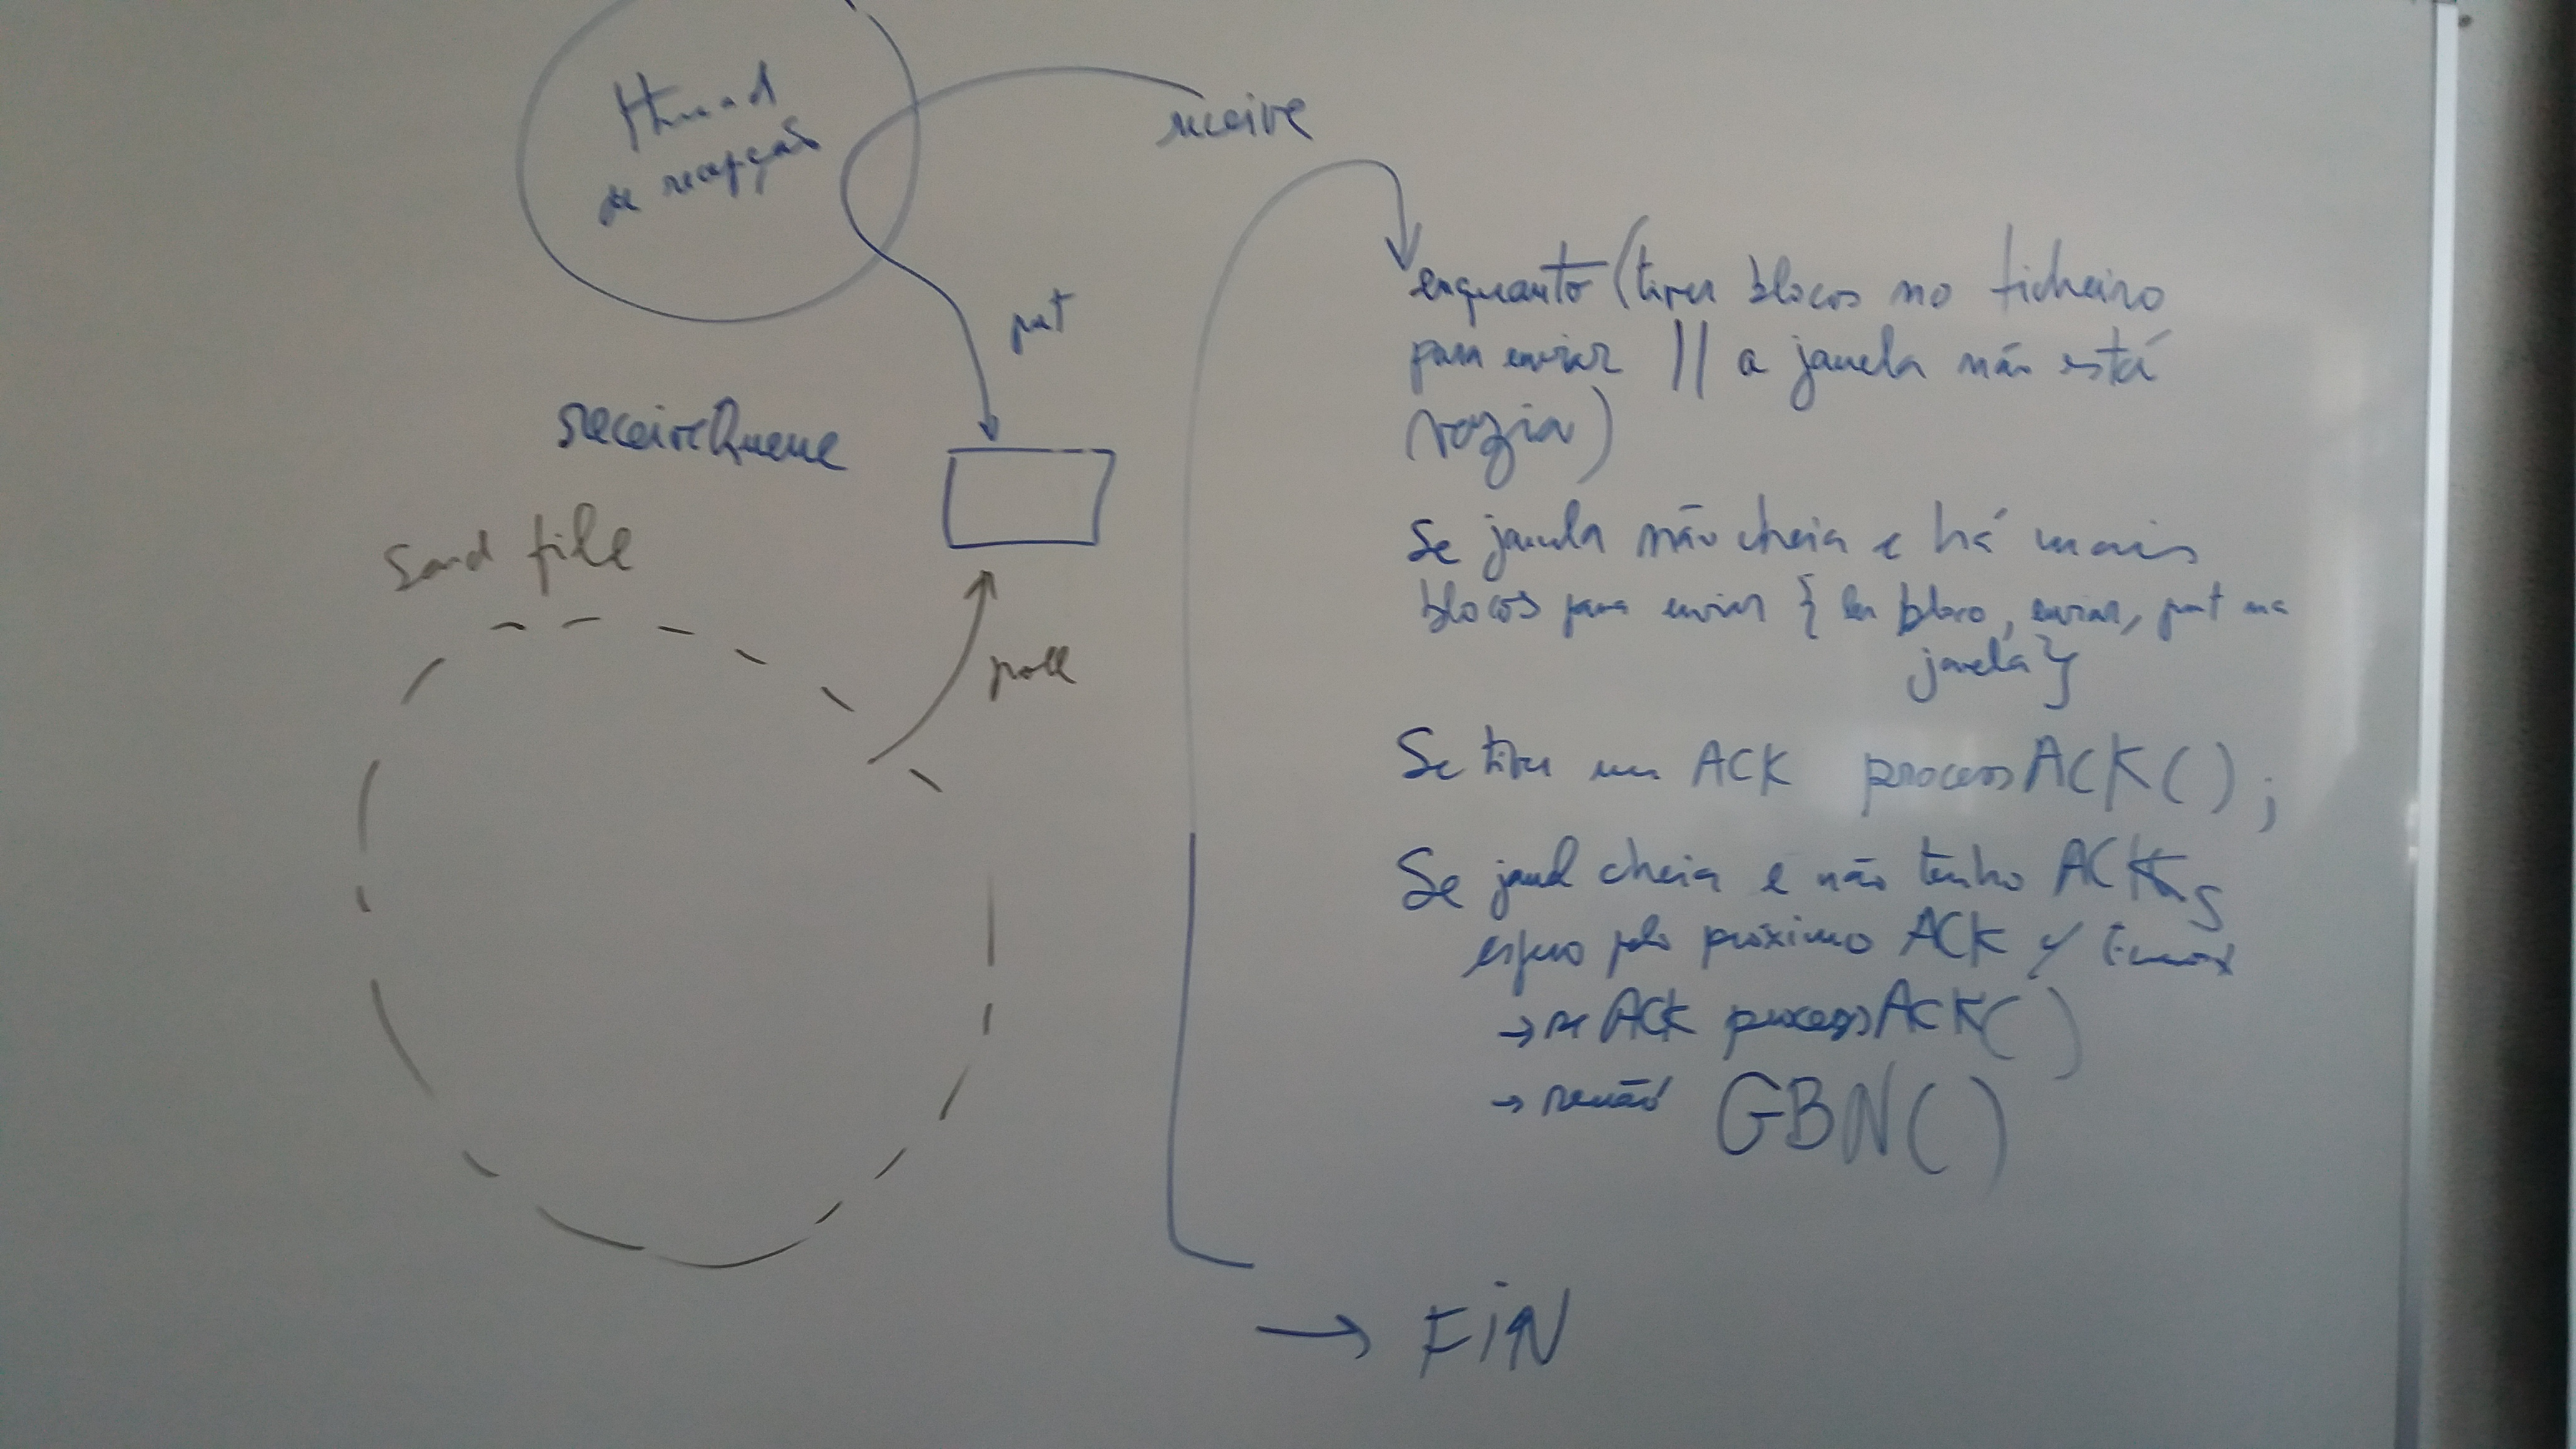 thread
de recepção
receive
put
receiveQueue
Send file
poll
enquanto (tiver blocos no ficheiro
para enviar || a janela não está
vazia)
Se janela não cheia e há mais
blocos para enviar { ler bloco, enviar, put na
janela }
Se tiver um ACK processACK();
Se janel cheia e não tenho ACKs
espero pelo próximo ACK c/ timeout
→ se ACK processACK()
→ senão GBN()
→ FIN